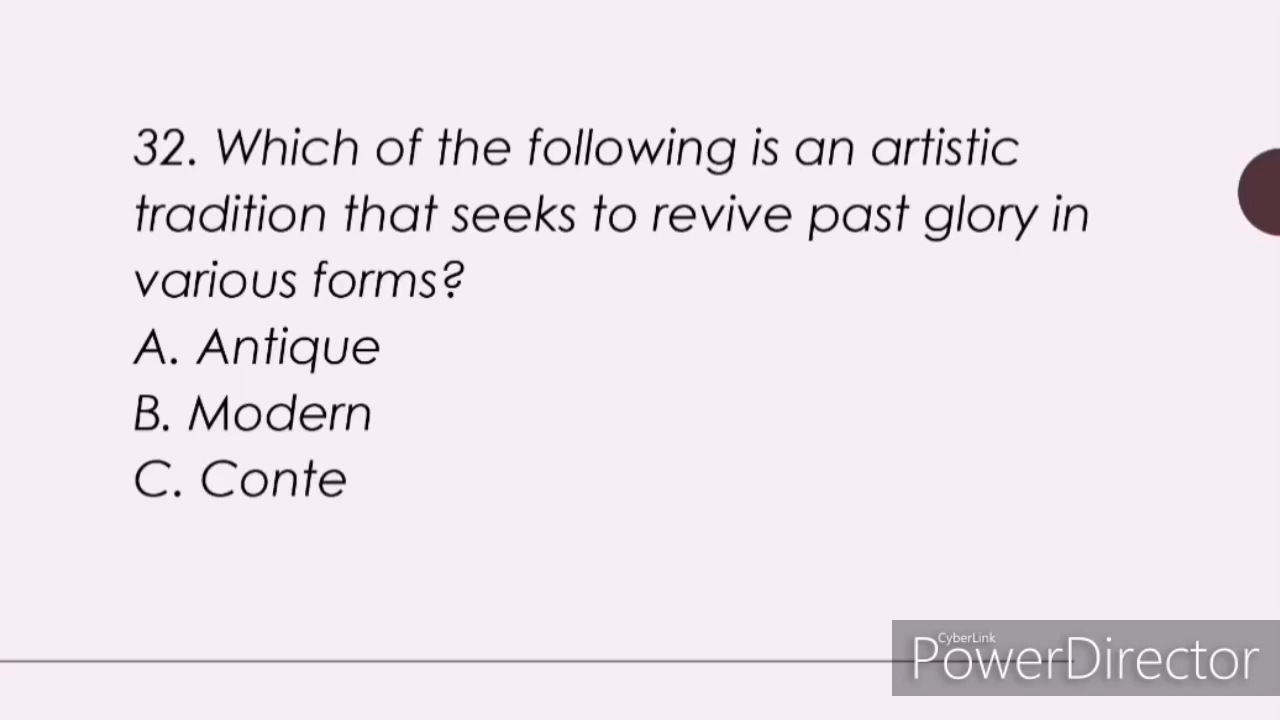 32. Which of the following is an artistic
tradition that seeks to revive past glory in
various forms?
A. Antique
B. Modern
C. Conte
CyberLink
PowerDirector